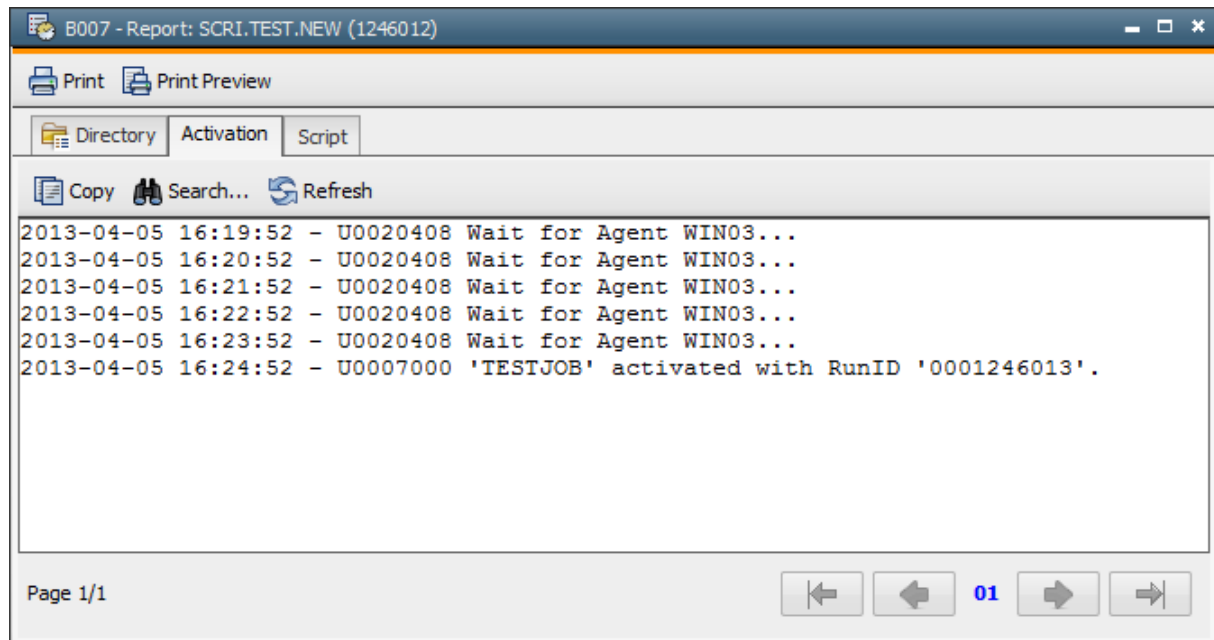 B007 - Report: SCRI.TEST.NEW (1246012)
Print Print Preview
Directory Activation Script
Copy Search... Refresh
2013-04-05 16:19:52 - U0020408 Wait for Agent WIN03...
2013-04-05 16:20:52 - U0020408 Wait for Agent WIN03...
2013-04-05 16:21:52 - U0020408 Wait for Agent WIN03...
2013-04-05 16:22:52 - U0020408 Wait for Agent WIN03...
2013-04-05 16:23:52 - U0020408 Wait for Agent WIN03...
2013-04-05 16:24:52 - U0007000 'TESTJOB' activated with RunID '0001246013'.
Page 1/1 01